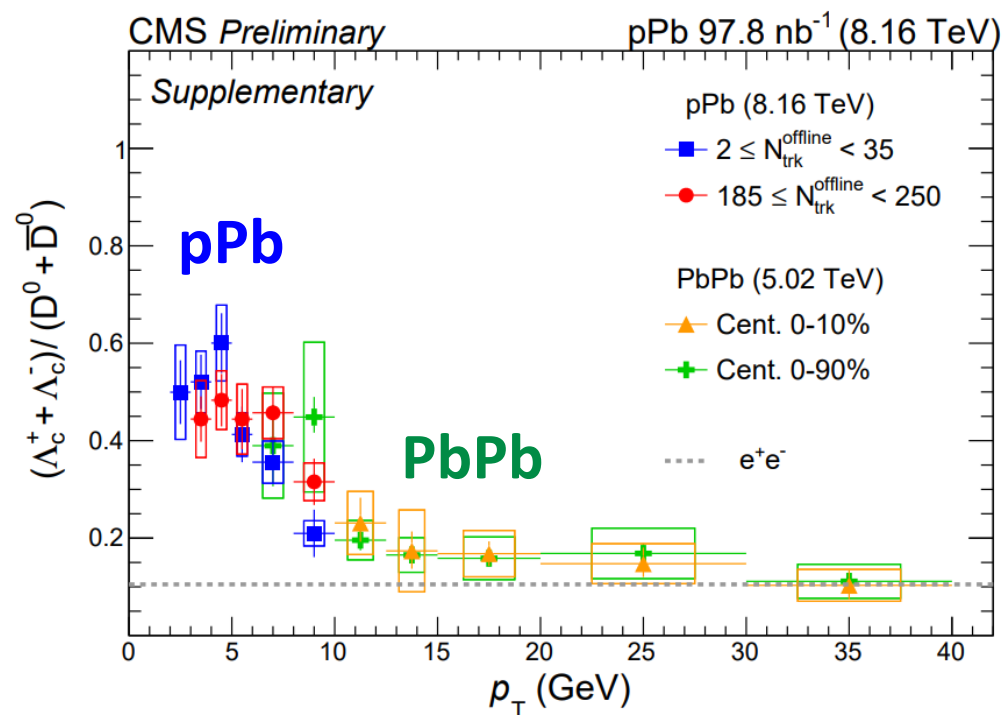 CMS Preliminary
pPb 97.8 nb⁻¹ (8.16 TeV)
Supplementary
pPb (8.16 TeV)
2 ≤ N_trk^offline < 35
185 ≤ N_trk^offline < 250
PbPb (5.02 TeV)
Cent. 0-10%
Cent. 0-90%
e⁺e⁻
pPb
PbPb
(Λ_c⁺ + Λ_c⁻) / (D⁰ + D̅⁰)
1
0.8
0.6
0.4
0.2
0 5 10 15 20 25 30 35 40
p_T (GeV)